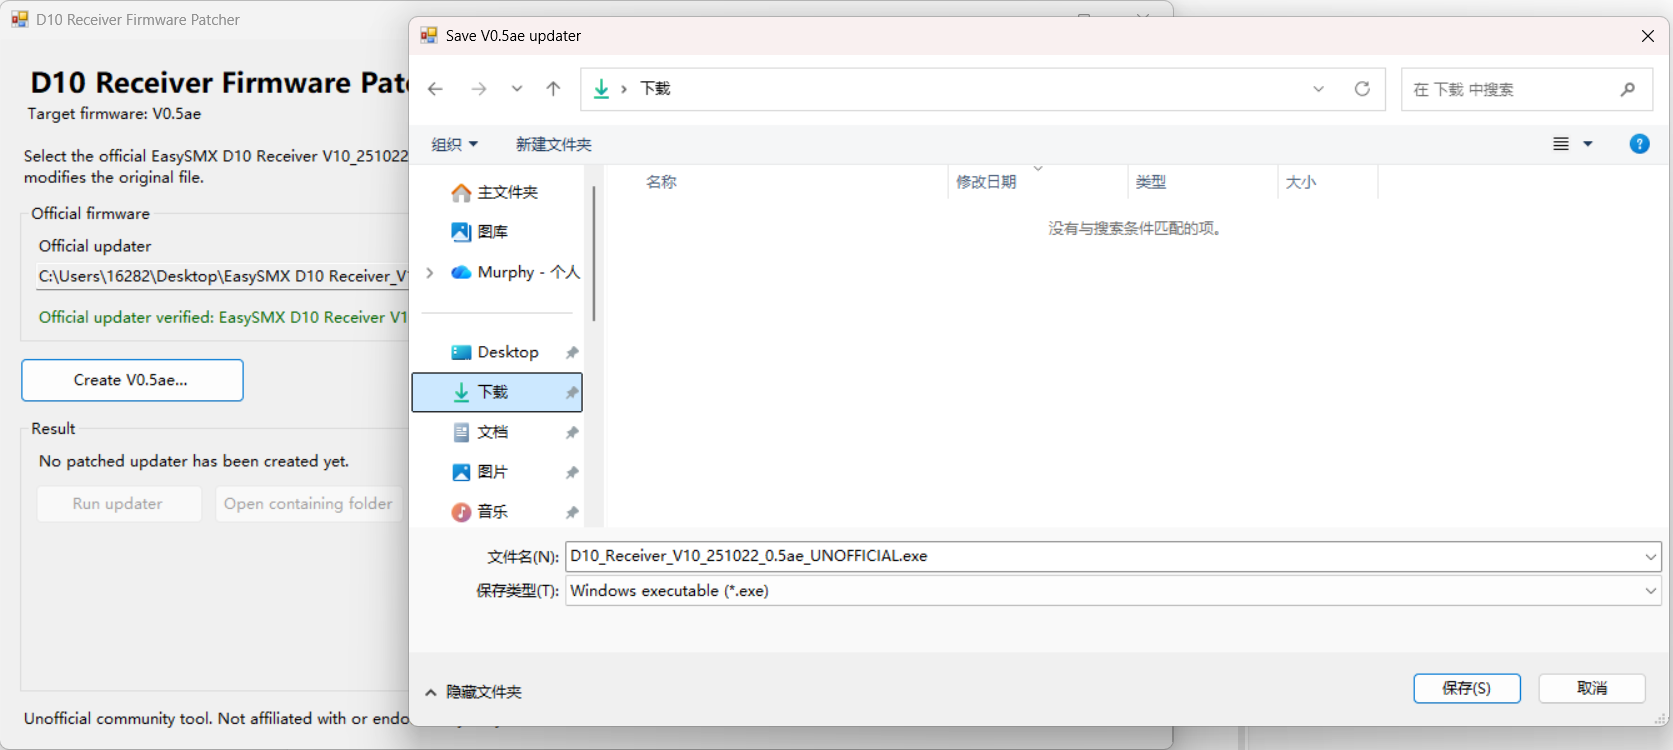 D10 Receiver Firmware Patcher
D10 Receiver Firmware Pat
Target firmware: V0.5ae
Select the official EasySMX D10 Receiver V10_251022
modifies the original file.
Official firmware
Official updater
C:\Users\16282\Desktop\EasySMX D10 Receiver_V
Official updater verified: EasySMX D10 Receiver V1
Create V0.5ae...
Result
No patched updater has been created yet.
Run updater
Open containing folder
Unofficial community tool. Not affiliated with or endo
Save V0.5ae updater
下载
在 下载 中搜索
组织
新建文件夹
主文件夹
图库
Murphy - 个人
Desktop
下载
文档
图片
音乐
名称
修改日期
类型
大小
没有与搜索条件匹配的项。
文件名(N):
D10_Receiver_V10_251022_0.5ae_UNOFFICIAL.exe
保存类型(T):
Windows executable (*.exe)
隐藏文件夹
保存(S)
取消